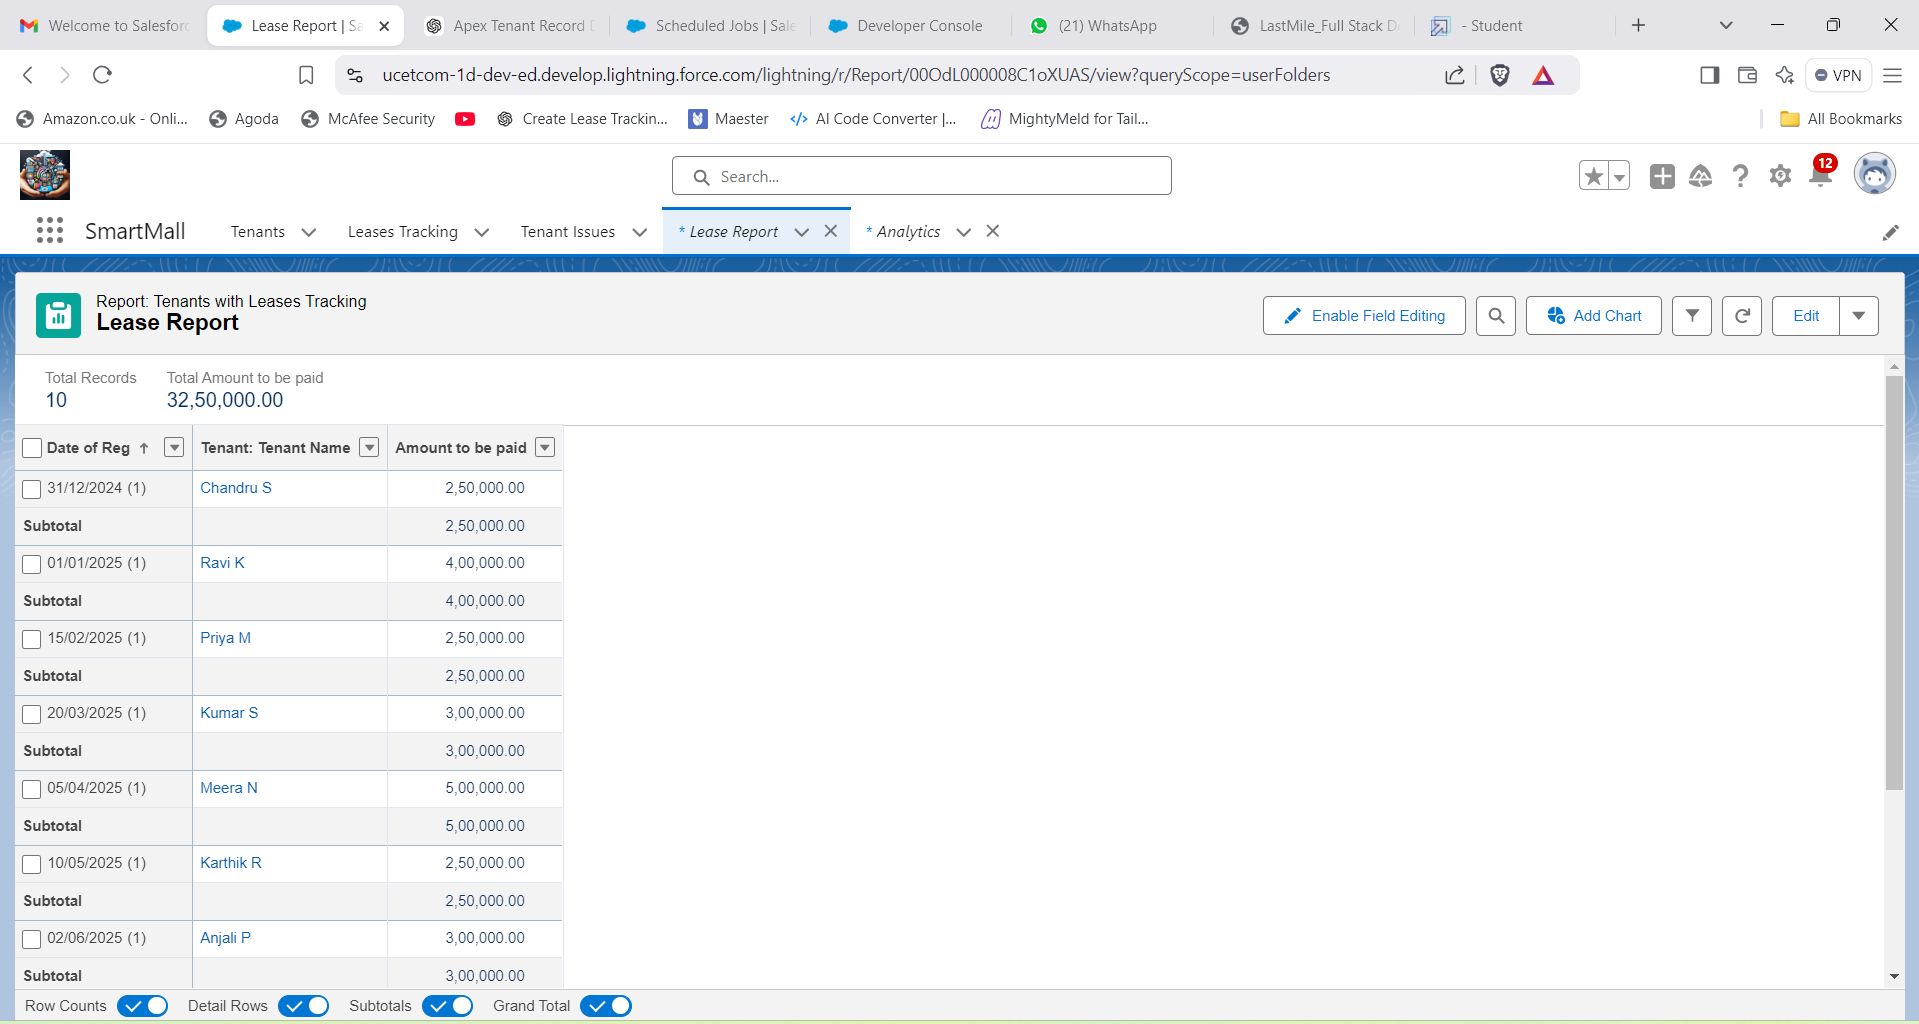 Welcome to Salesforc
Lease Report | Sa
Apex Tenant Record D
Scheduled Jobs | Sale
Developer Console
(21) WhatsApp
LastMile_Full Stack De
- Student
ucetcom-1d-dev-ed.develop.lightning.force.com/lightning/r/Report/00OdL000008C1oXUAS/view?queryScope=userFolders
VPN
Amazon.co.uk - Onli...
Agoda
McAfee Security
Create Lease Trackin...
Maester
AI Code Converter |...
MightyMeld for Tail...
All Bookmarks
Search...
12
SmartMall
Tenants
Leases Tracking
Tenant Issues
* Lease Report
* Analytics
Report: Tenants with Leases Tracking
Lease Report
Enable Field Editing
Add Chart
Edit
Total Records
10
Total Amount to be paid
32,50,000.00
Date of Reg ↑ Tenant: Tenant Name Amount to be paid
31/12/2024 (1) Chandru S 2,50,000.00
Subtotal 2,50,000.00
01/01/2025 (1) Ravi K 4,00,000.00
Subtotal 4,00,000.00
15/02/2025 (1) Priya M 2,50,000.00
Subtotal 2,50,000.00
20/03/2025 (1) Kumar S 3,00,000.00
Subtotal 3,00,000.00
05/04/2025 (1) Meera N 5,00,000.00
Subtotal 5,00,000.00
10/05/2025 (1) Karthik R 2,50,000.00
Subtotal 2,50,000.00
02/06/2025 (1) Anjali P 3,00,000.00
Subtotal 3,00,000.00
Row Counts
Detail Rows
Subtotals
Grand Total